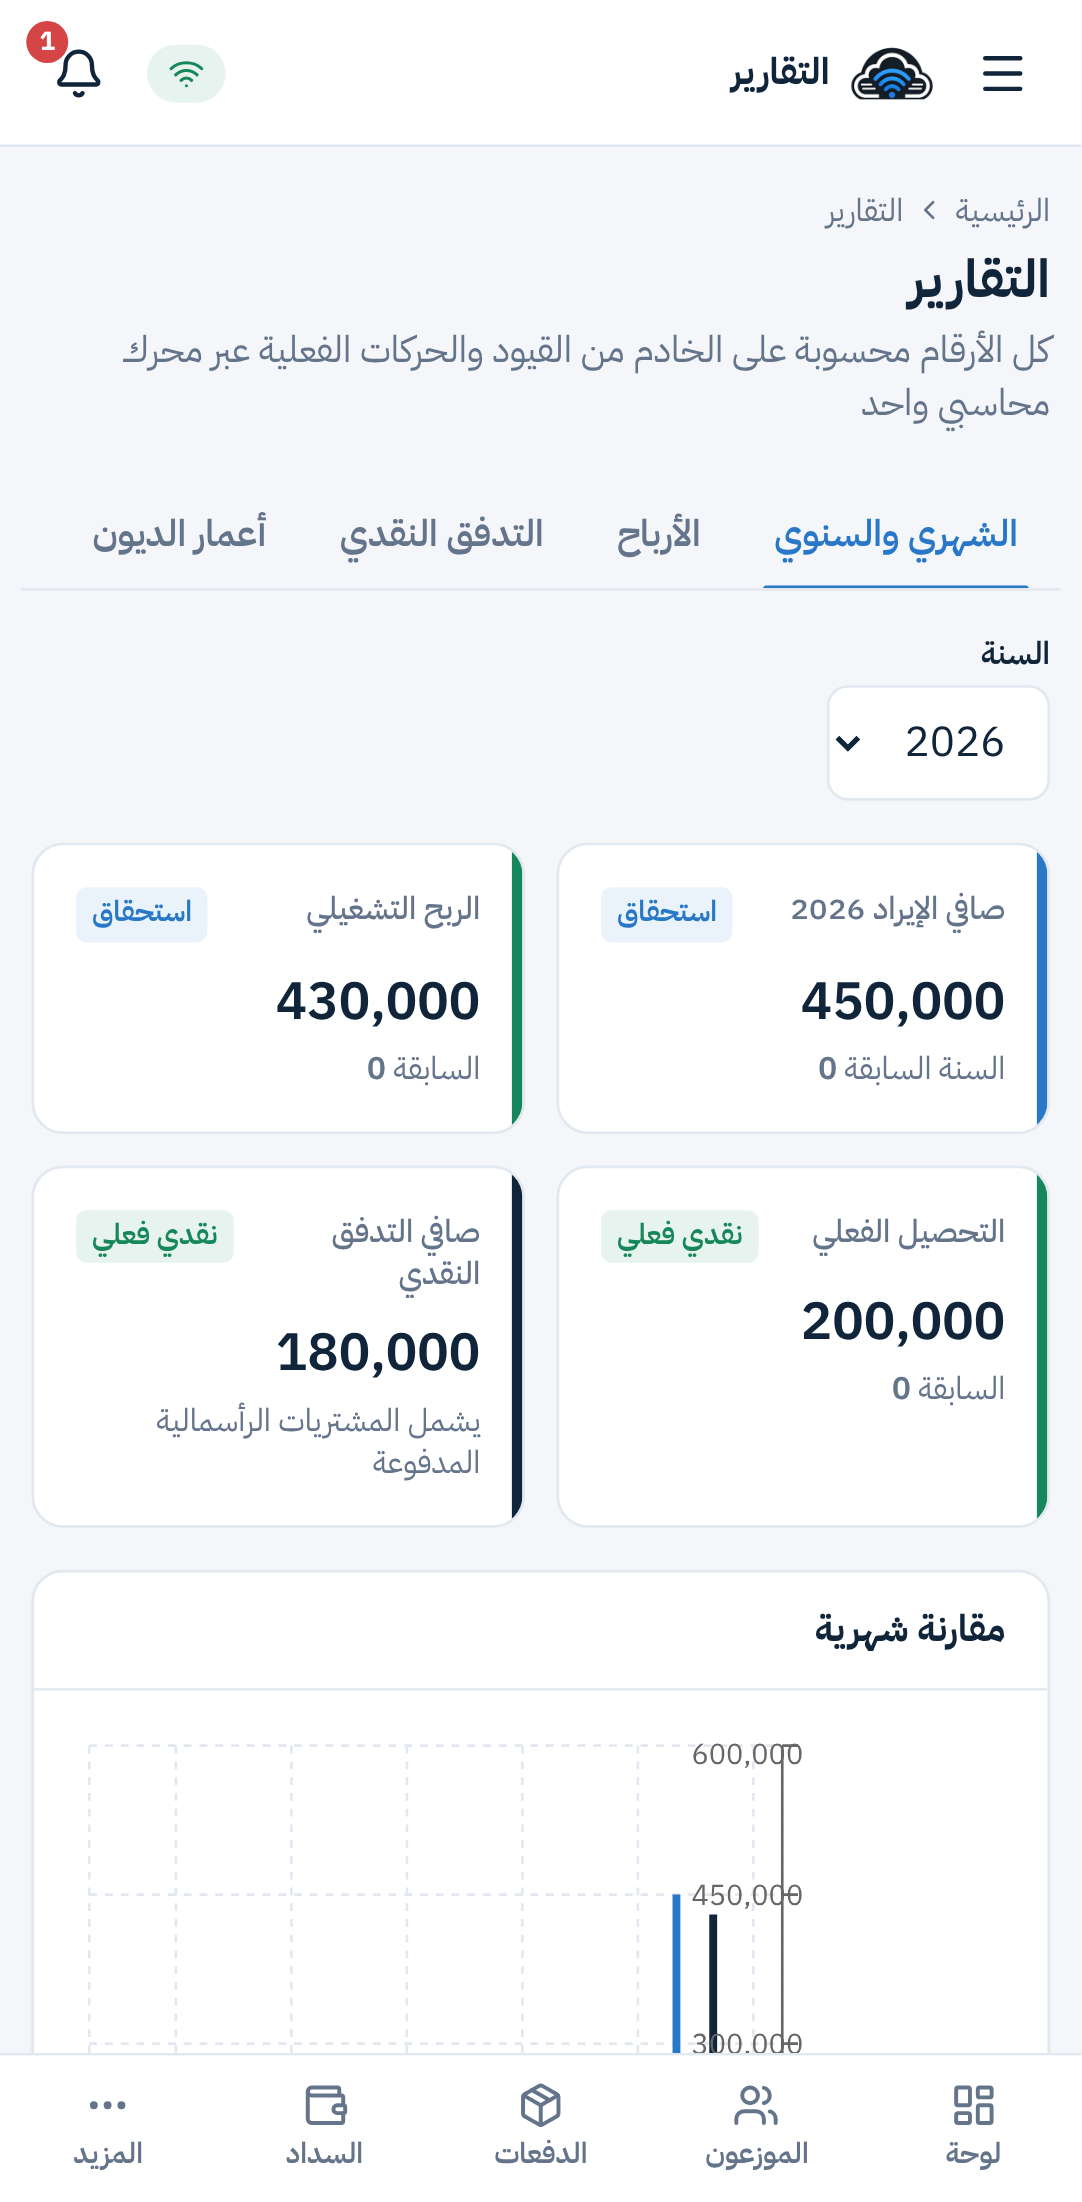 التقارير
1
الرئيسية > التقارير
التقارير
كل الأرقام محسوبة على الخادم من القيود والحركات الفعلية عبر محرك
محاسبي واحد
الشهري والسنوي
الأرباح
التدفق النقدي
أعمار الديون
السنة
2026
صافي الإيراد 2026
استحقاق
450,000
السنة السابقة 0
الربح التشغيلي
استحقاق
430,000
السابقة 0
التحصيل الفعلي
نقدي فعلي
200,000
السابقة 0
صافي التدفق
النقدي
نقدي فعلي
180,000
يشمل المشتريات الرأسمالية
المدفوعة
مقارنة شهرية
600,000
450,000
300,000
لوحة
الموزعون
الدفعات
السداد
المزيد